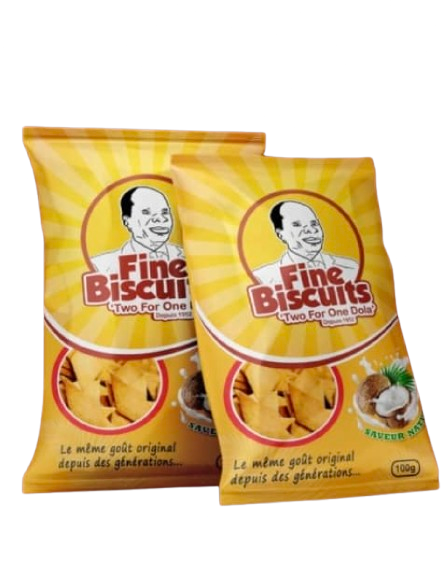 Fine
Biscuits
'Two For One D
Depuis 1952
Le même goût original
depuis des générations...
Fine
Biscuits
'Two For One Dola'
Depuis 1952
SAVEUR NAT
Le même goût original
depuis des générations...
100g